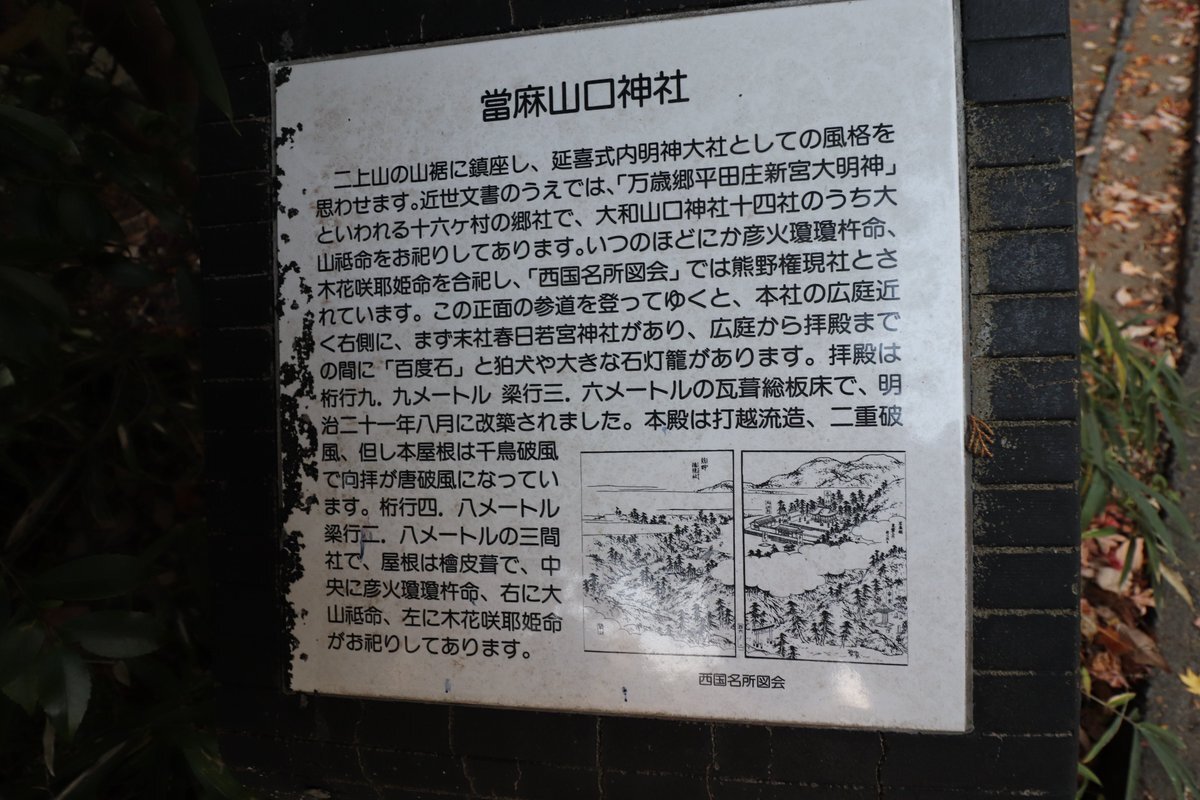 當麻山口神社
二上山の山裾に鎮座し、延喜式内明神大社としての風格を
思わせます。近世文書のうえでは、「万歳郷平田庄新宮大明神」
といわれる十六ケ村の郷社で、大和山口神社十四社のうち大
山祗命をお祀りしてあります。いつのほどにか彦火瓊瓊杵命、
木花咲耶姫命を合祀し、「西国名所図会」では熊野権現社とさ
れています。この正面の参道を登ってゆくと、本社の広庭近
く右側に、まず末社春日若宮神社があり、広庭から拝殿まで
の間に「百度石」と狛犬や大きな石灯籠があります。拝殿は
桁行九．九メートル 梁行三．六メートルの瓦葺総板床で、明
治二十一年八月に改築されました。本殿は打越流造、二重破
風、但し本屋根は千鳥破風
で向拝が唐破風になってい
ます。桁行四．八メートル
梁行二．八メートルの三間
社で、屋根は檜皮葺で、中
央に彦火瓊瓊杵命、右に大
山祗命、左に木花咲耶姫命
がお祀りしてあります。
西国名所図会